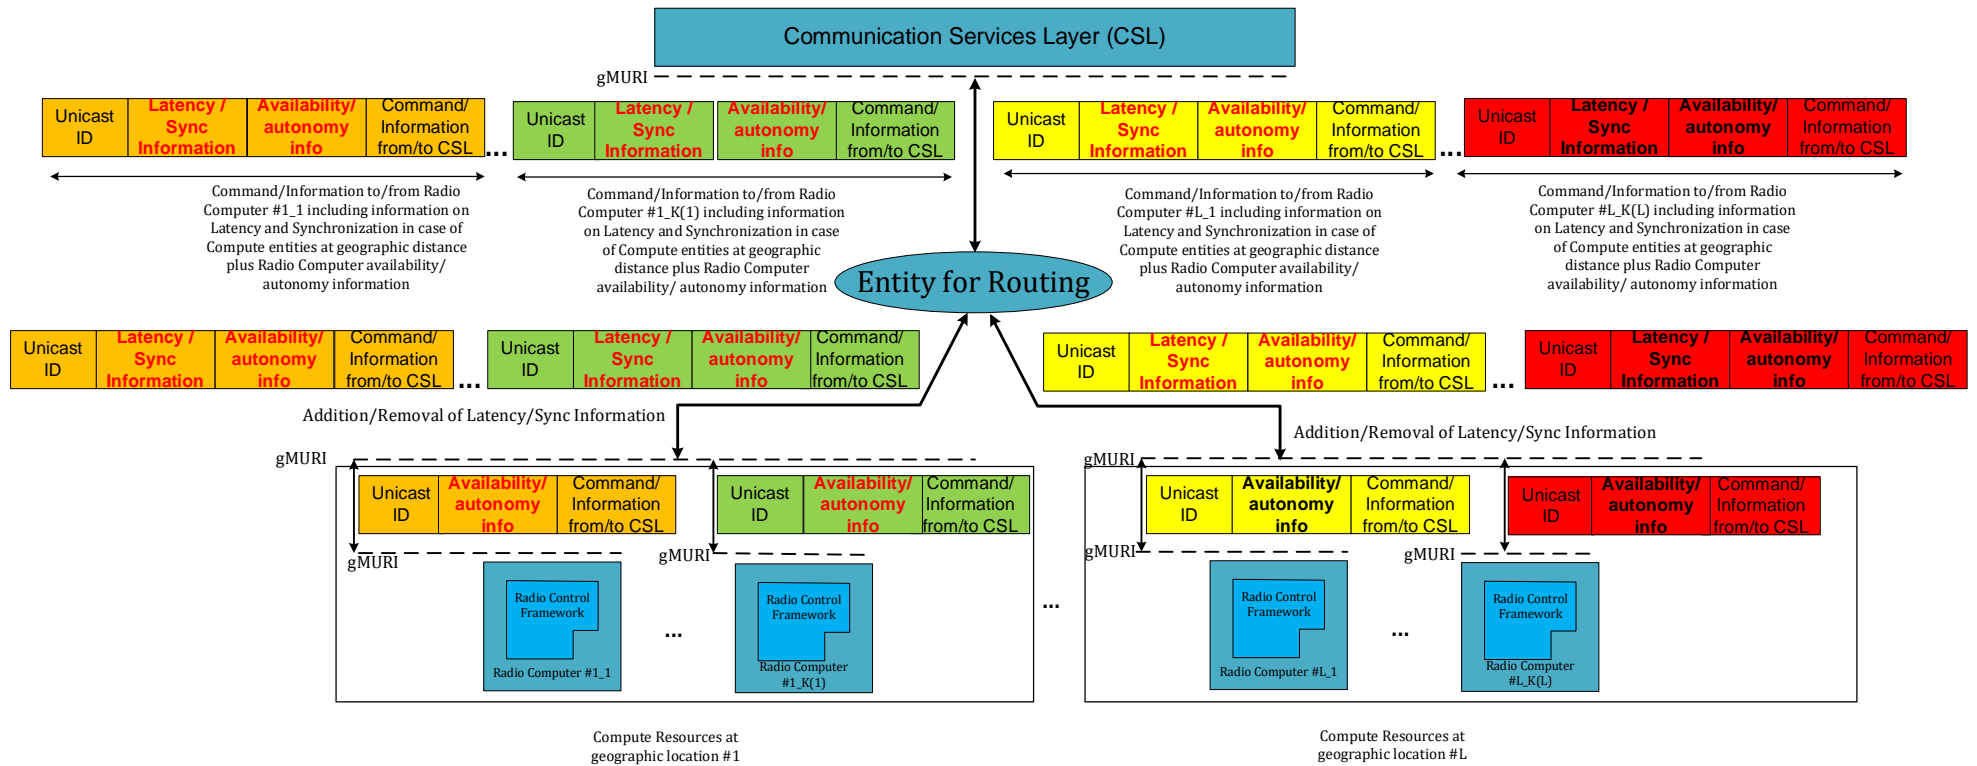 Communication Services Layer (CSL)
gMURI
Unicast
ID
Latency /
Sync
Information
Availability/
autonomy
info
Command/
Information
from/to CSL
...
Unicast
ID
Latency /
Sync
Information
Availability/
autonomy
info
Command/
Information
from/to CSL
Unicast
ID
Latency /
Sync
Information
Availability/
autonomy
info
Command/
Information
from/to CSL
...
Unicast
ID
Latency /
Sync
Information
Availability/
autonomy
info
Command/
Information
from/to CSL
Command/Information to/from Radio
Computer #1_1 including information on
Latency and Synchronization in case of
Compute entities at geographic distance
plus Radio Computer availability/
autonomy information
Command/Information to/from Radio
Computer #1_K(1) including information
on Latency and Synchronization in case
of Compute entities at geographic
distance plus Radio Computer
availability/ autonomy information
Command/Information to/from Radio
Computer #L_1 including information on
Latency and Synchronization in case of
Compute entities at geographic distance
plus Radio Computer availability/
autonomy information
Command/Information to/from Radio
Computer #L_K(L) including information
on Latency and Synchronization in case
of Compute entities at geographic
distance plus Radio Computer
availability/ autonomy information
Entity for Routing
Unicast
ID
Latency /
Sync
Information
Availability/
autonomy
info
Command/
Information
from/to CSL
...
Unicast
ID
Latency /
Sync
Information
Availability/
autonomy
info
Command/
Information
from/to CSL
Unicast
ID
Latency /
Sync
Information
Availability/
autonomy
info
Command/
Information
from/to CSL
...
Unicast
ID
Latency /
Sync
Information
Availability/
autonomy
info
Command/
Information
from/to CSL
Addition/Removal of Latency/Sync Information
Addition/Removal of Latency/Sync Information
gMURI
Unicast
ID
Availability/
autonomy
info
Command/
Information
from/to CSL
Unicast
ID
Availability/
autonomy
info
Command/
Information
from/to CSL
gMURI
gMURI
Radio Control
Framework
Radio Computer #1_1
...
Radio Control
Framework
Radio Computer
#1_K(1)
Compute Resources at
geographic location #1
...
gMURI
Unicast
ID
Availability/
autonomy
info
Command/
Information
from/to CSL
Unicast
ID
Availability/
autonomy
info
Command/
Information
from/to CSL
gMURI
gMURI
Radio Control
Framework
Radio Computer #L_1
...
Radio Control
Framework
Radio Computer
#L_K(L)
Compute Resources at
geographic location #L